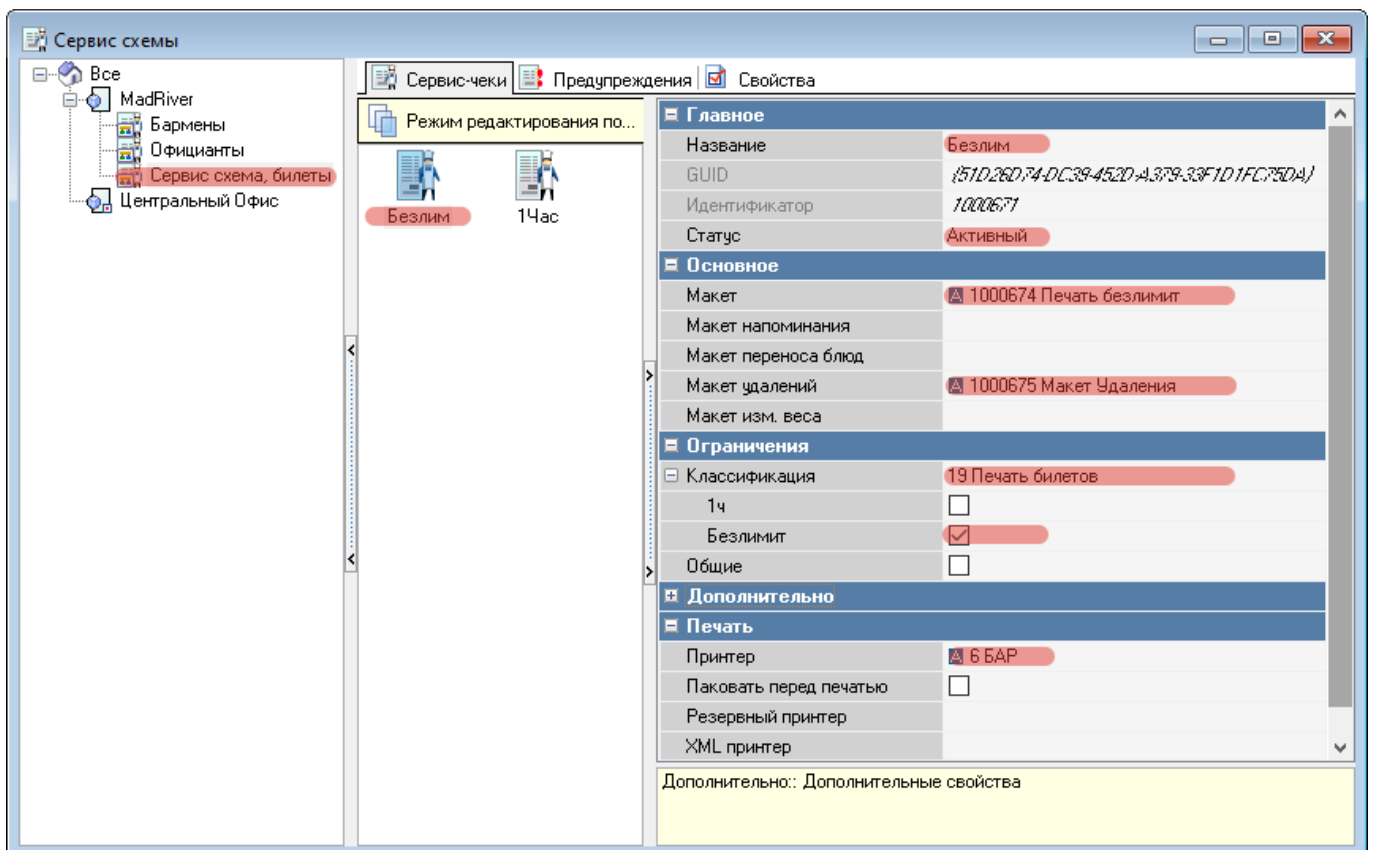 Сервис схемы
Все
MadRiver
Бармены
Официанты
Сервис схема, билеты
Центральный Офис
Сервис-чеки
Предупреждения
Свойства
Режим редактирования по...
Безлим
1Час
Главное
Название Безлим
GUID {51D26D74-DC39-452D-A379-33F1D1FC75DA}
Идентификатор 1000671
Статус Активный
Основное
Макет A 1000674 Печать безлимит
Макет напоминания
Макет переноса блюд
Макет удалений A 1000675 Макет Удаления
Макет изм. веса
Ограничения
Классификация 19 Печать билетов
1ч
Безлимит
Общие
Дополнительно
Печать
Принтер A 6 БАР
Паковать перед печатью
Резервный принтер
XML принтер
Дополнительно:: Дополнительные свойства